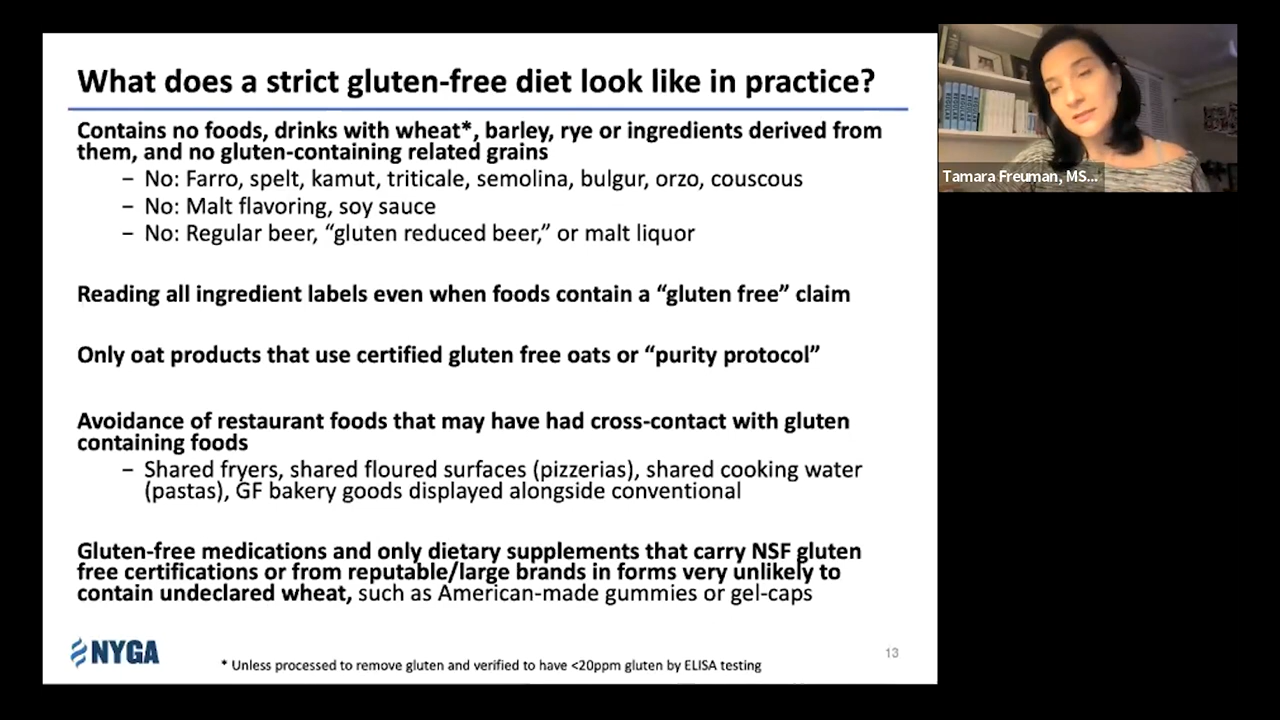 What does a strict gluten-free diet look like in practice?
Contains no foods, drinks with wheat*, barley, rye or ingredients derived from
them, and no gluten-containing related grains
– No: Farro, spelt, kamut, triticale, semolina, bulgur, orzo, couscous
– No: Malt flavoring, soy sauce
– No: Regular beer, “gluten reduced beer,” or malt liquor
Reading all ingredient labels even when foods contain a “gluten free” claim
Only oat products that use certified gluten free oats or “purity protocol”
Avoidance of restaurant foods that may have had cross-contact with gluten
containing foods
– Shared fryers, shared floured surfaces (pizzerias), shared cooking water
(pastas), GF bakery goods displayed alongside conventional
Gluten-free medications and only dietary supplements that carry NSF gluten
free certifications or from reputable/large brands in forms very unlikely to
contain undeclared wheat, such as American-made gummies or gel-caps
NYGA
* Unless processed to remove gluten and verified to have <20ppm gluten by ELISA testing
13
Tamara Freuman, MS...